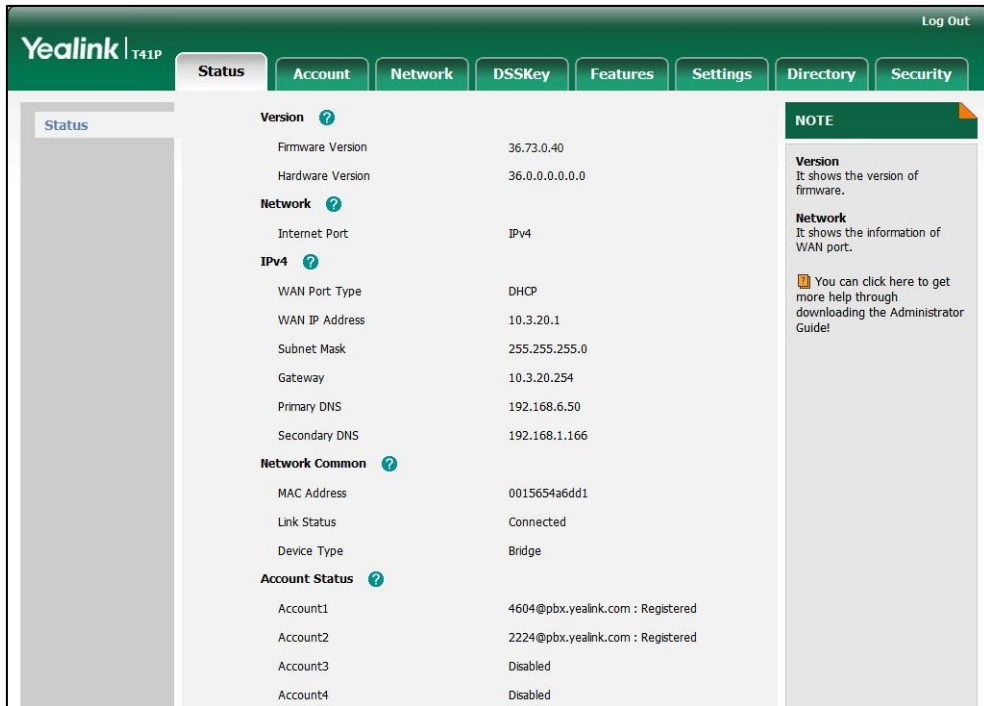 Log Out
Yealink | T41P
Status Account Network DSSKey Features Settings Directory Security
Status
Version ?
Firmware Version 36.73.0.40
Hardware Version 36.0.0.0.0.0.0
Network ?
Internet Port IPv4
IPv4 ?
WAN Port Type DHCP
WAN IP Address 10.3.20.1
Subnet Mask 255.255.255.0
Gateway 10.3.20.254
Primary DNS 192.168.6.50
Secondary DNS 192.168.1.166
Network Common ?
MAC Address 0015654a6dd1
Link Status Connected
Device Type Bridge
Account Status ?
Account1 4604@pbx.yealink.com : Registered
Account2 2224@pbx.yealink.com : Registered
Account3 Disabled
Account4 Disabled
NOTE
Version
It shows the version of
firmware.
Network
It shows the information of
WAN port.
? You can click here to get
more help through
downloading the Administrator
Guide!